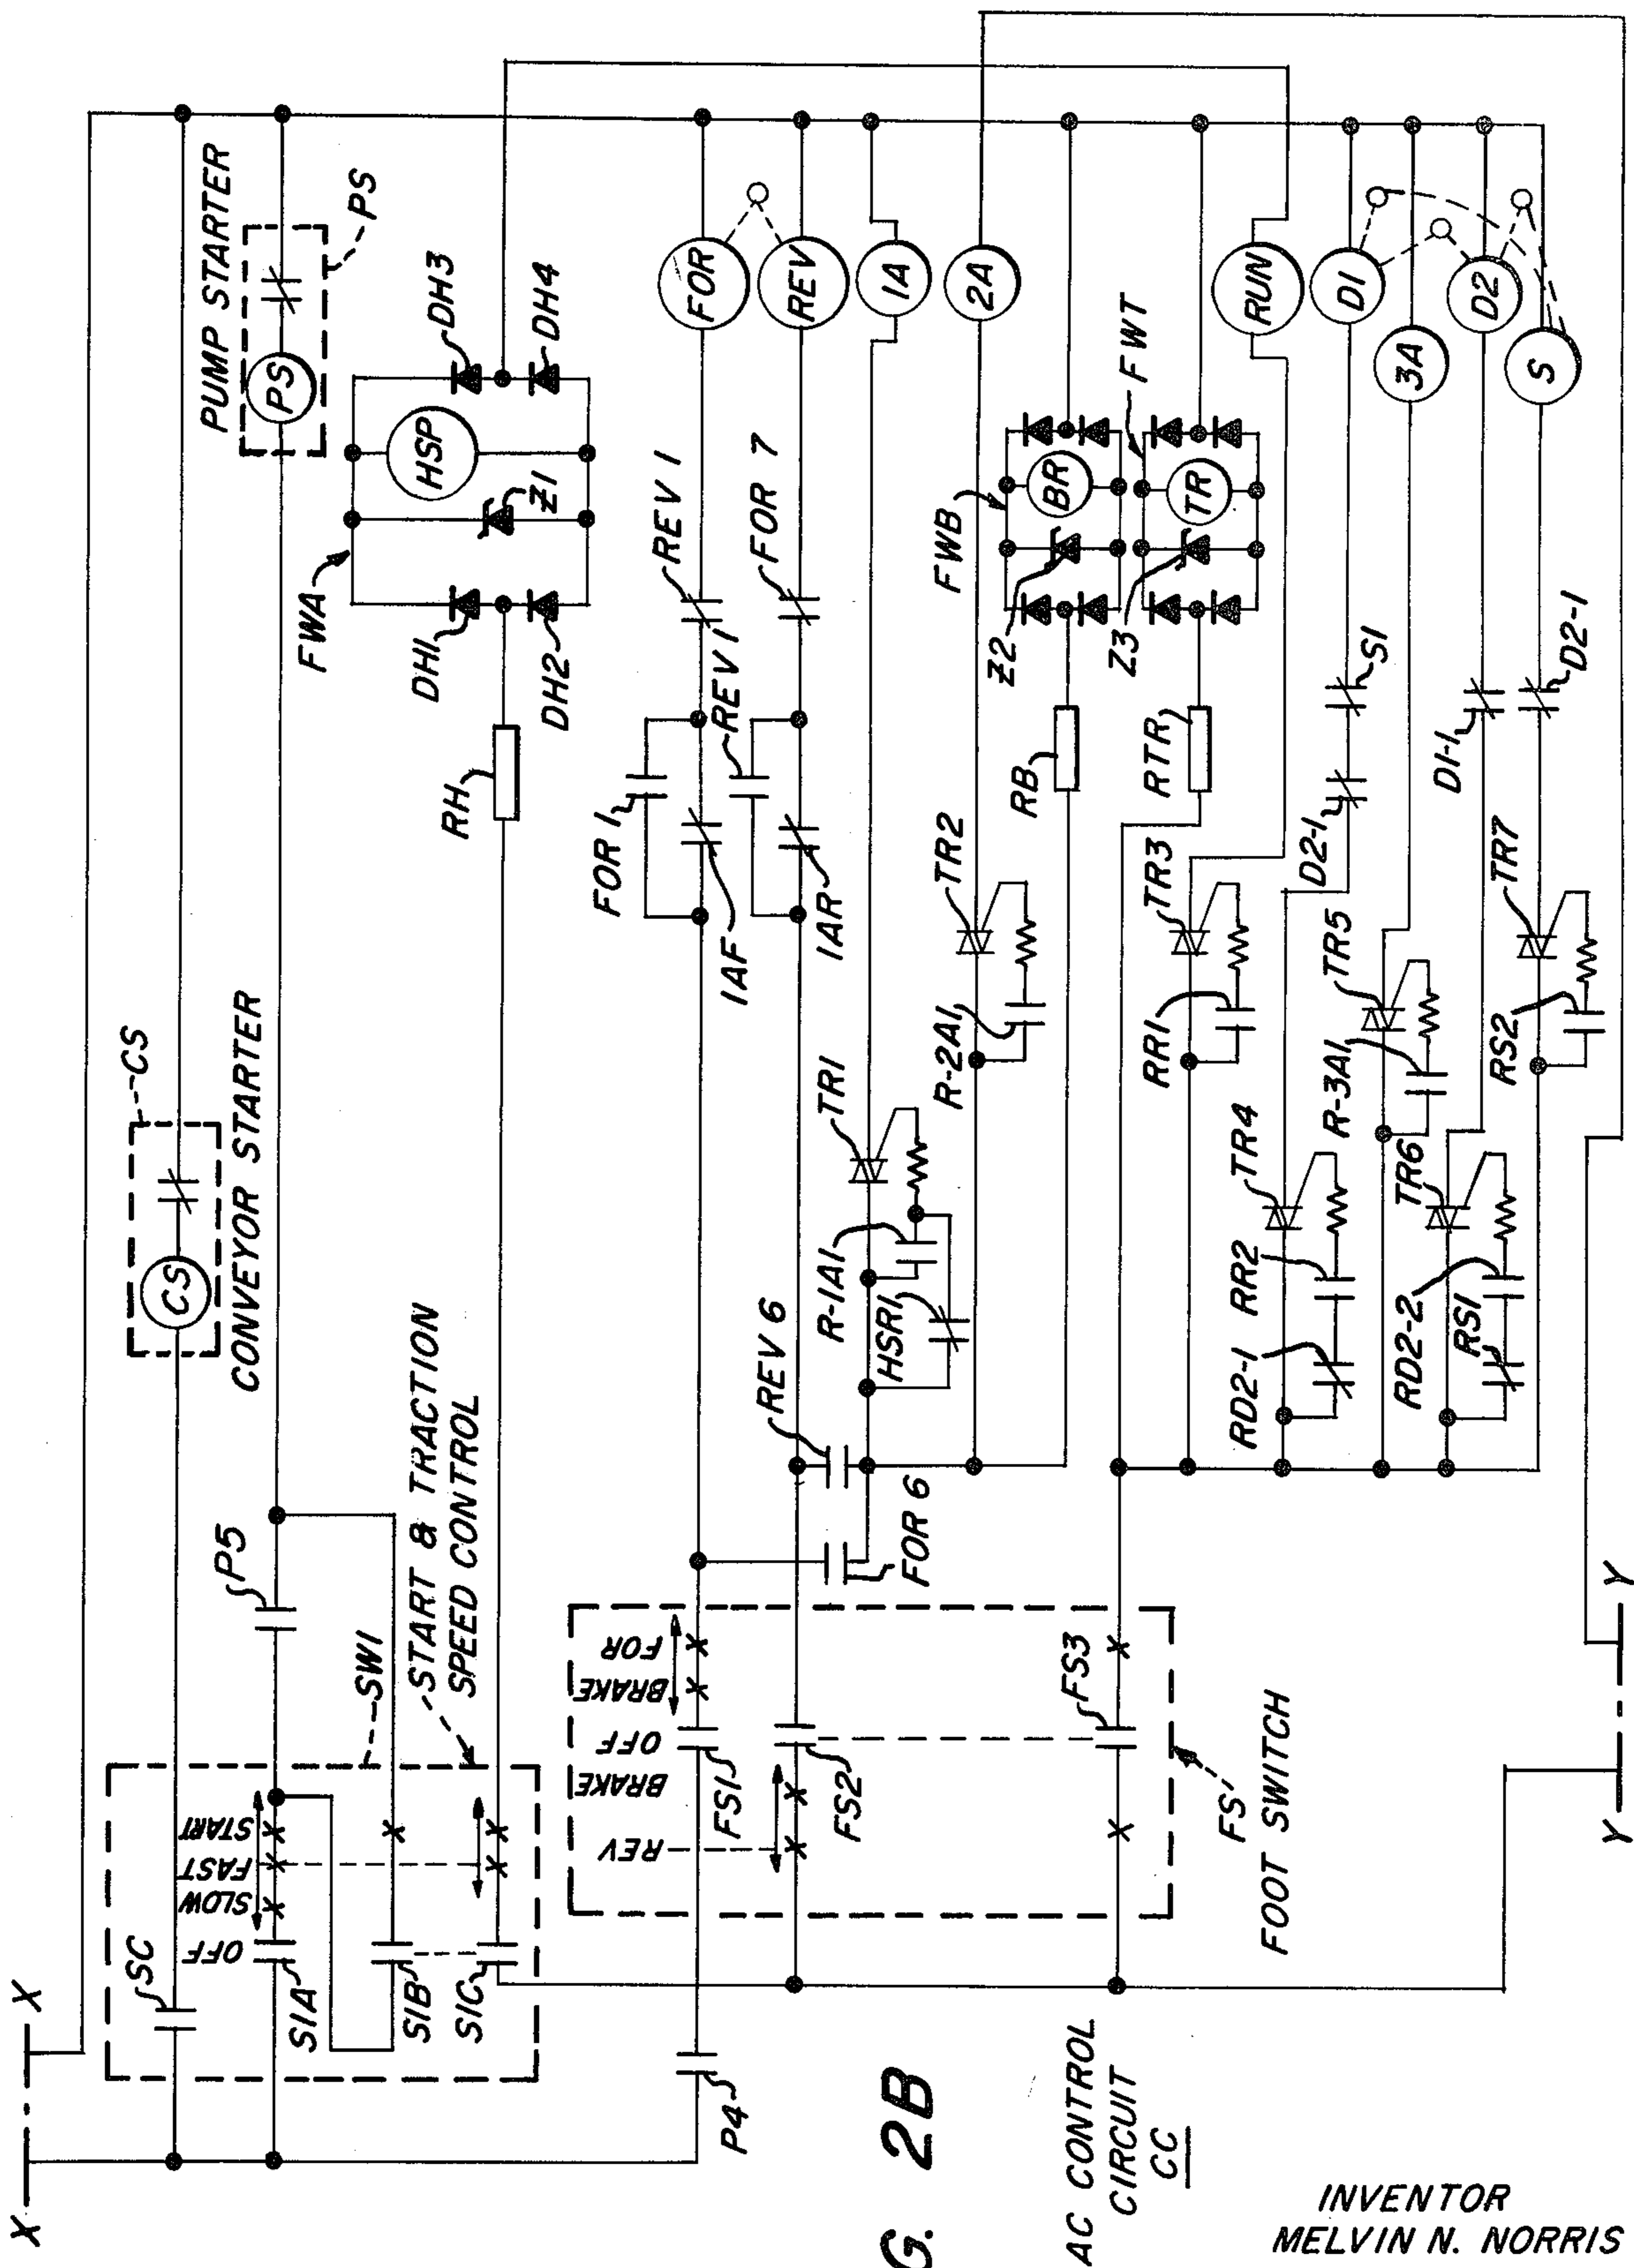 X X
CS
CONVEYOR STARTER
CS
PUMP STARTER
PS
PS
SC
OFF
SLOW
FAST
START
S1A
S1B
S1C
SW1
START & TRACTION
SPEED CONTROL
P5
RH
FWA
DH1
DH2
DH3
DH4
HSP
Z1
P4
REV
BRAKE
OFF
BRAKE
FOR
FS1
FS2
FS3
FS
FOOT SWITCH
FOR 6
REV 6
FOR 1
1AF
REV 1
REV 1
1AR
FOR 7
FOR
REV
1A
2A
R-1A1
HSR1
TR1
R-2A1
TR2
RB
RTR
FWB
Z2
BR
Z3
FWT
TR
RR1
TR3
RUN
RD2-1
RR2
TR4
D2-1
S1
D1
R-3A1
TR5
3A
RD2-2
RS1
TR6
D1-1
D2
RS2
TR7
D2-1
S
Y Y
G. 2B
AC CONTROL
CIRCUIT
CC
INVENTOR
MELVIN N. NORRIS